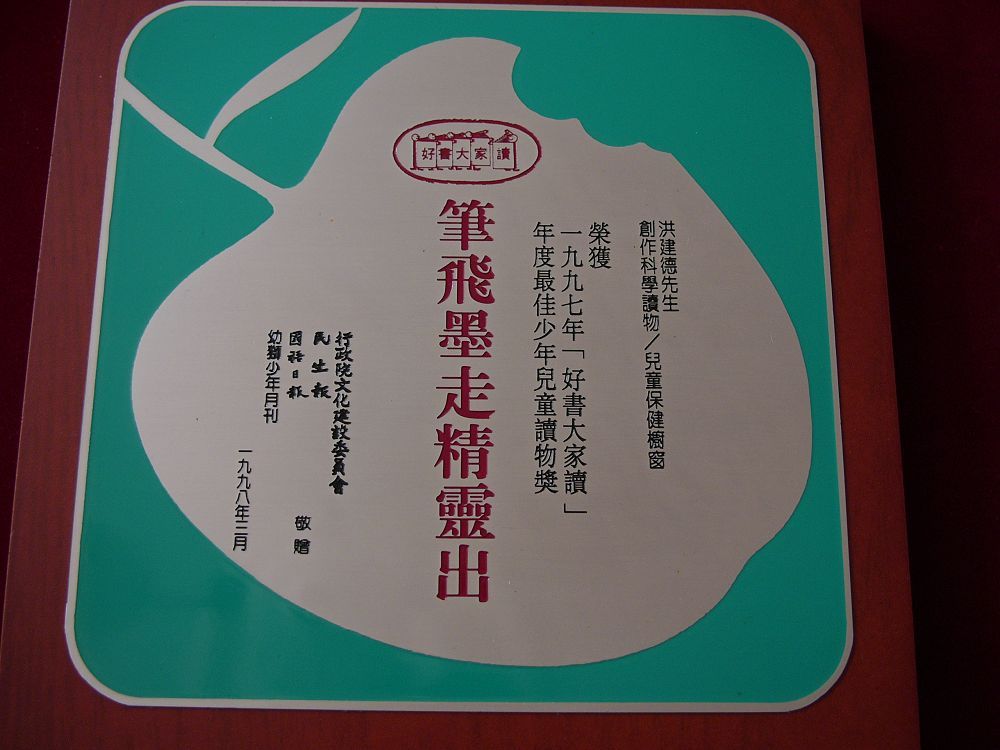 好書大家讀
洪建德先生
創作科學讀物/兒童保健櫥窗
榮獲
一九九七年「好書大家讀」
年度最佳少年兒童讀物獎
筆飛墨走精靈出
行政院文化建設委員會
民生報
國語日報
幼獅少年月刊
敬贈
一九九八年三月